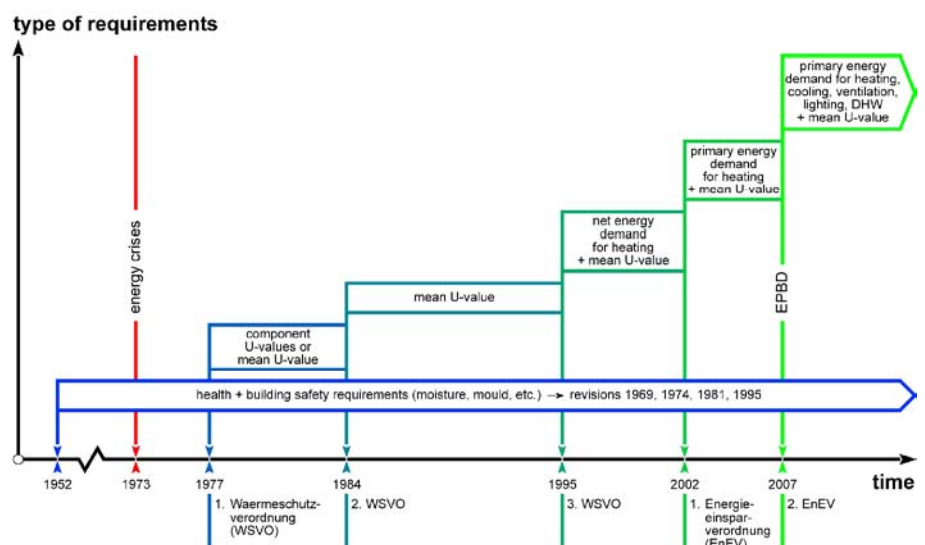 type of requirements
primary energy
demand for heating,
cooling, ventilation,
lighting, DHW
+ mean U-value
primary energy
demand
for heating
+ mean U-value
net energy
demand
for heating
+ mean U-value
energy crises
EPBD
mean U-value
component
U-values or
mean U-value
health + building safety requirements (moisture, mould, etc.) → revisions 1969, 1974, 1981, 1995
1952
1973
1977
1984
1995
2002
2007
time
1. Waermeschutz-
verordnung
(WSVO)
2. WSVO
3. WSVO
1. Energie-
einspar-
verordnung
(EnEV)
2. EnEV